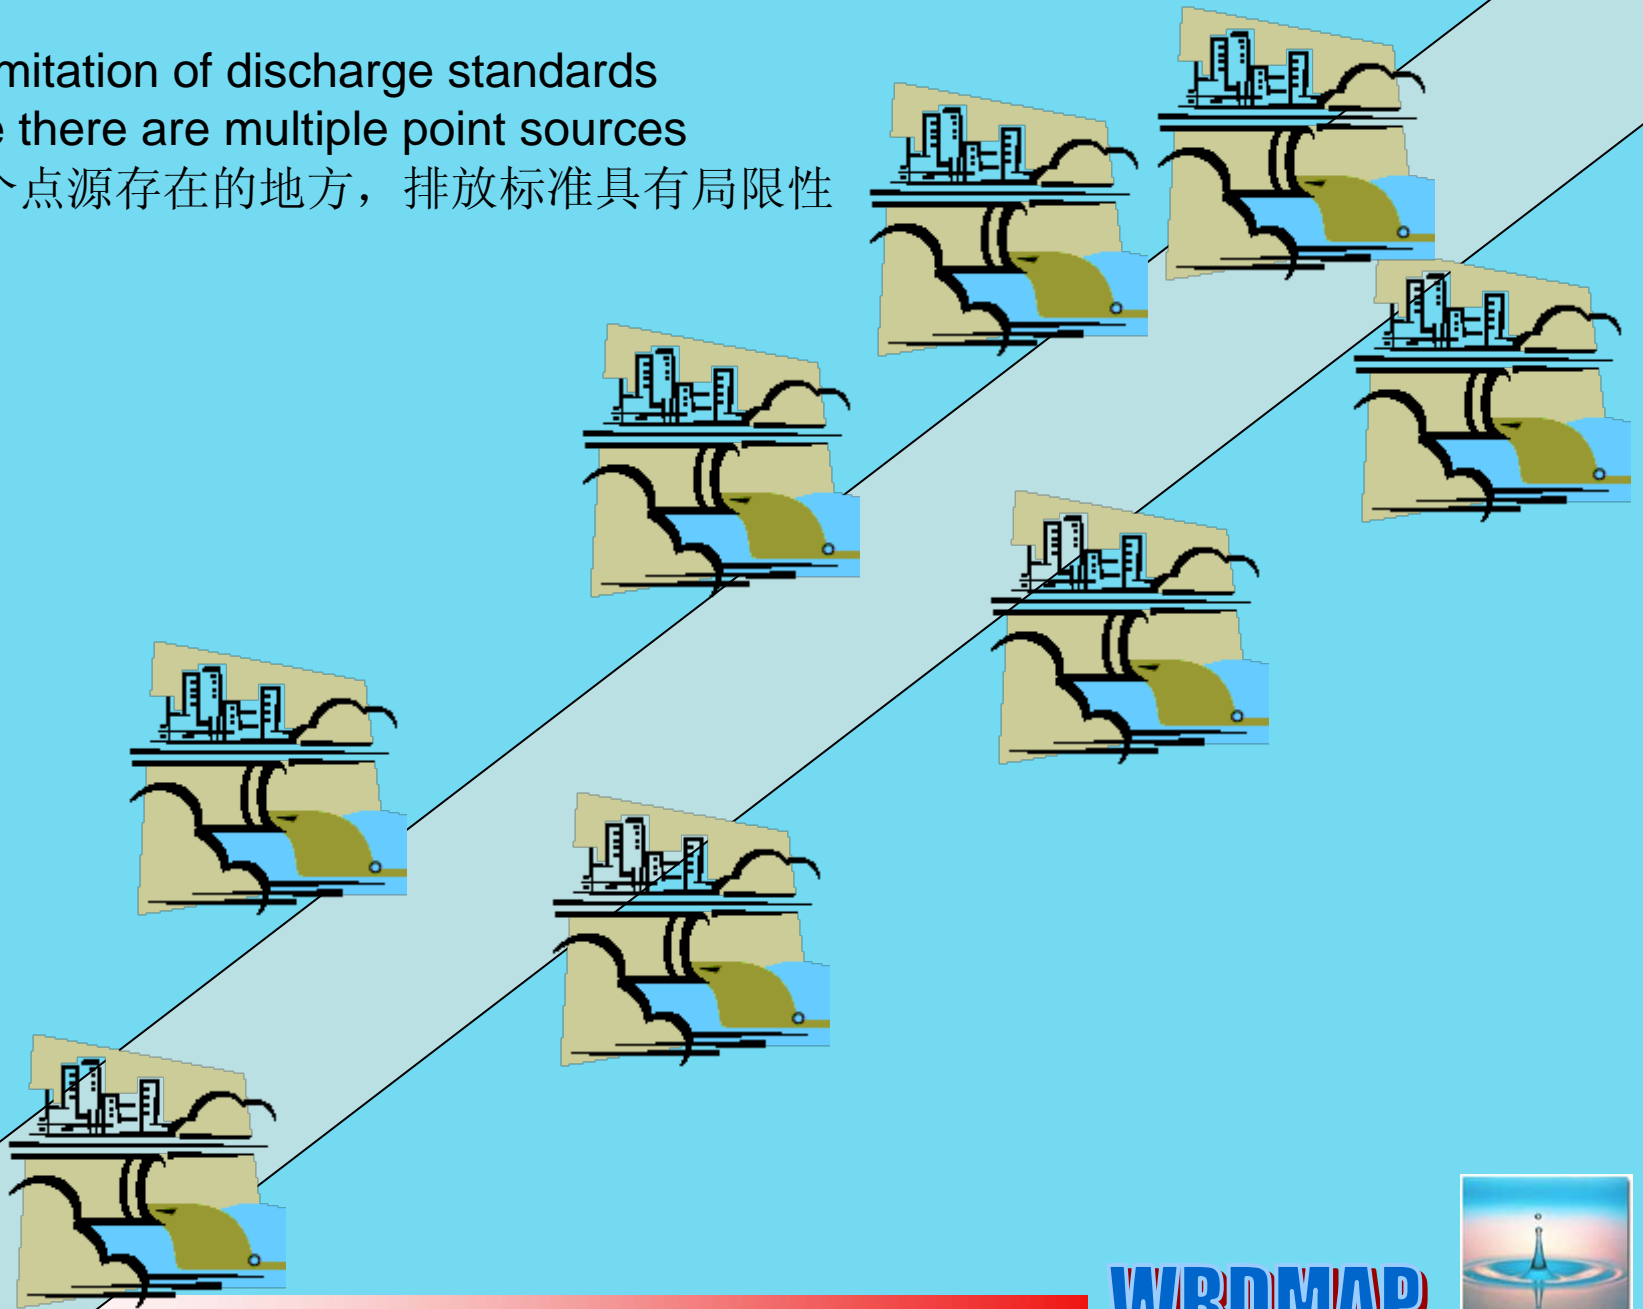 mitation of discharge standards
e there are multiple point sources
个点源存在的地方，排放标准具有局限性
WRDMAP